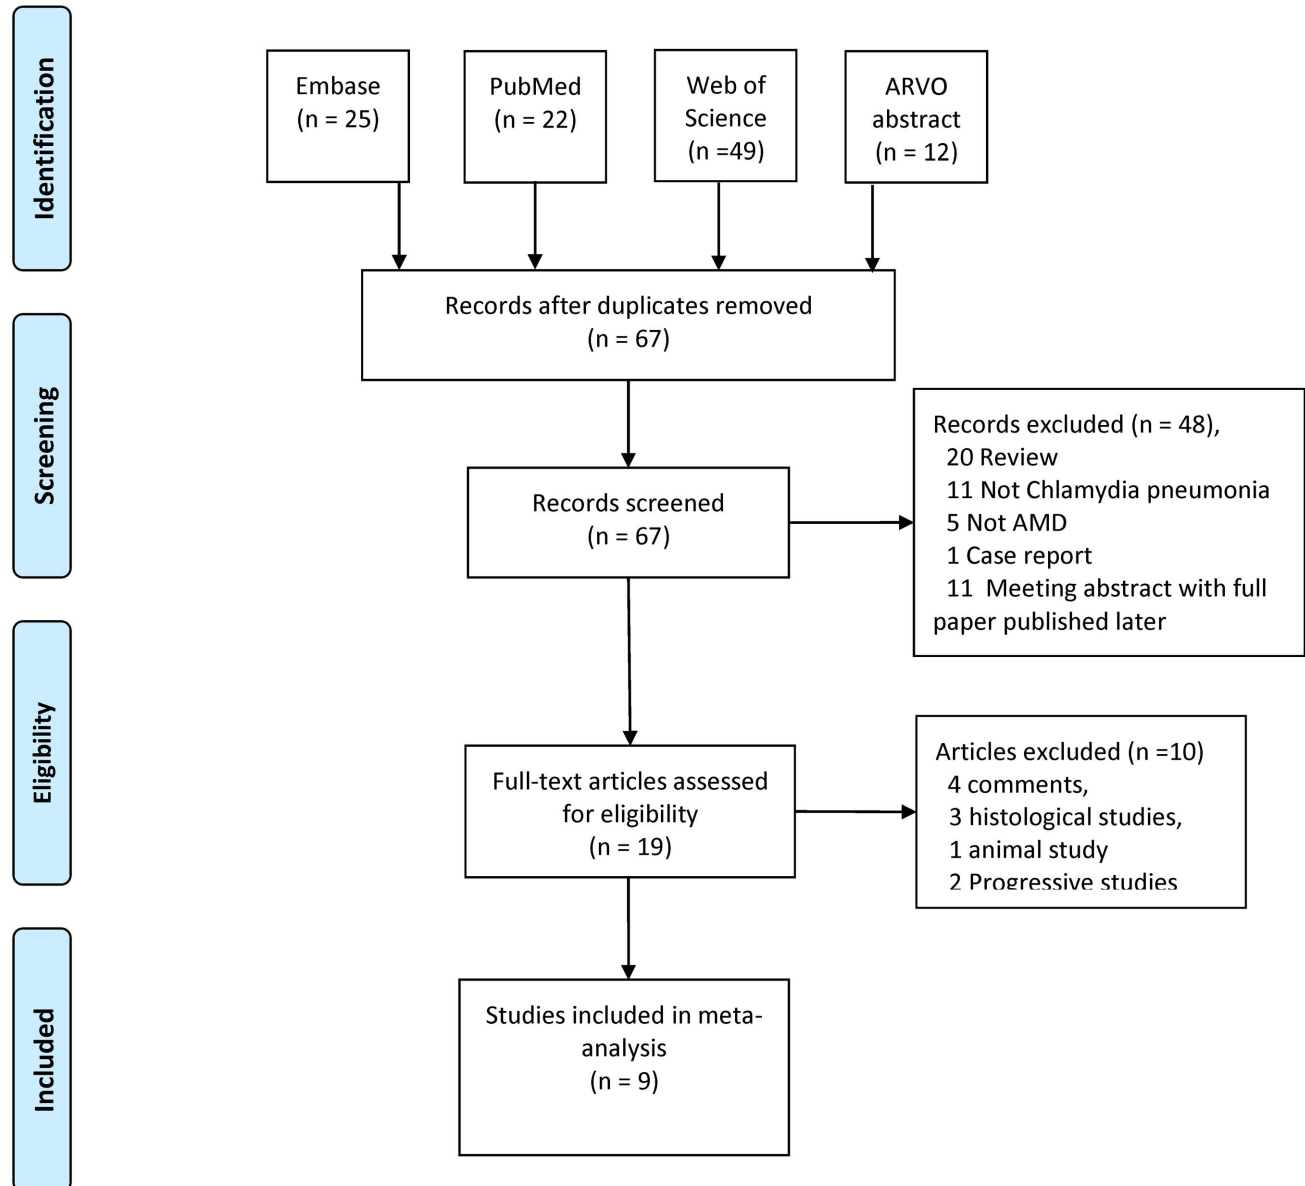 Identification
Embase
(n = 25)
PubMed
(n = 22)
Web of
Science
(n =49)
ARVO
abstract
(n = 12)
Records after duplicates removed
(n = 67)
Screening
Records screened
(n = 67)
Records excluded (n = 48),
20 Review
11 Not Chlamydia pneumonia
5 Not AMD
1 Case report
11  Meeting abstract with full
paper published later
Eligibility
Full-text articles assessed
for eligibility
(n = 19)
Articles excluded (n =10)
4 comments,
3 histological studies,
1 animal study
2 Progressive studies
Included
Studies included in meta-
analysis
(n = 9)